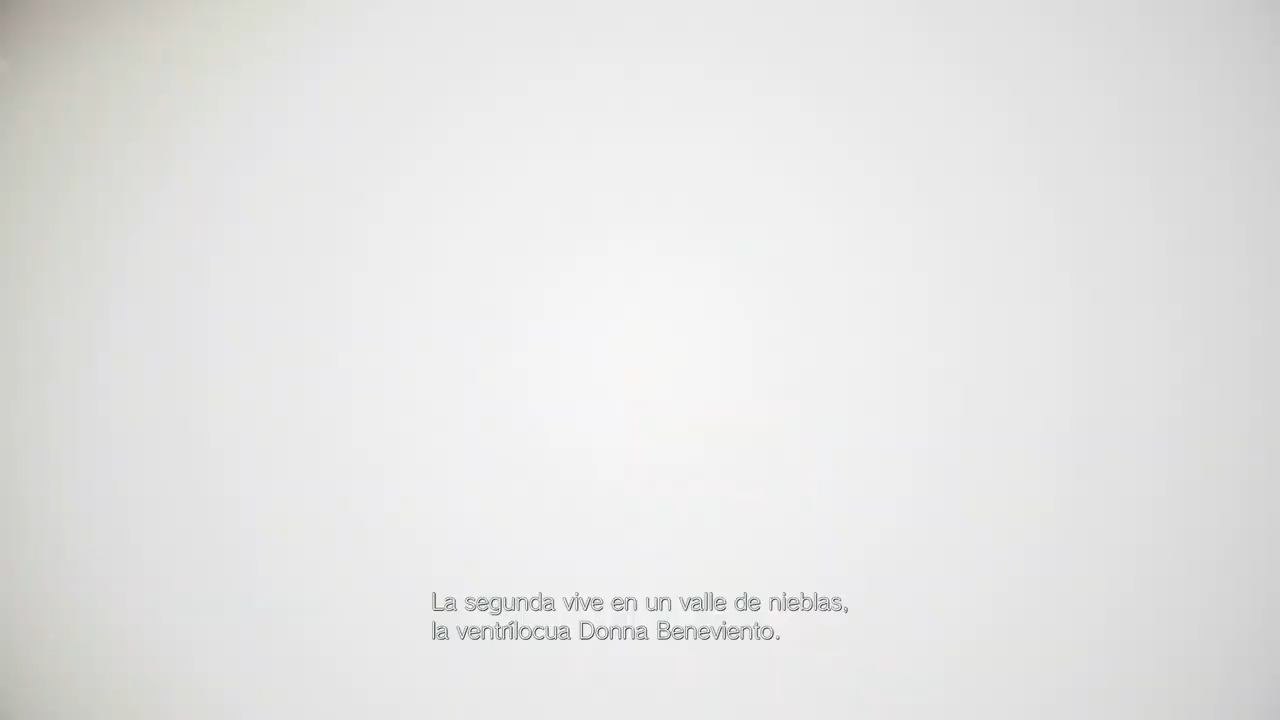 La segunda vive en un valle de nieblas,
la ventrílocua Donna Beneviento.